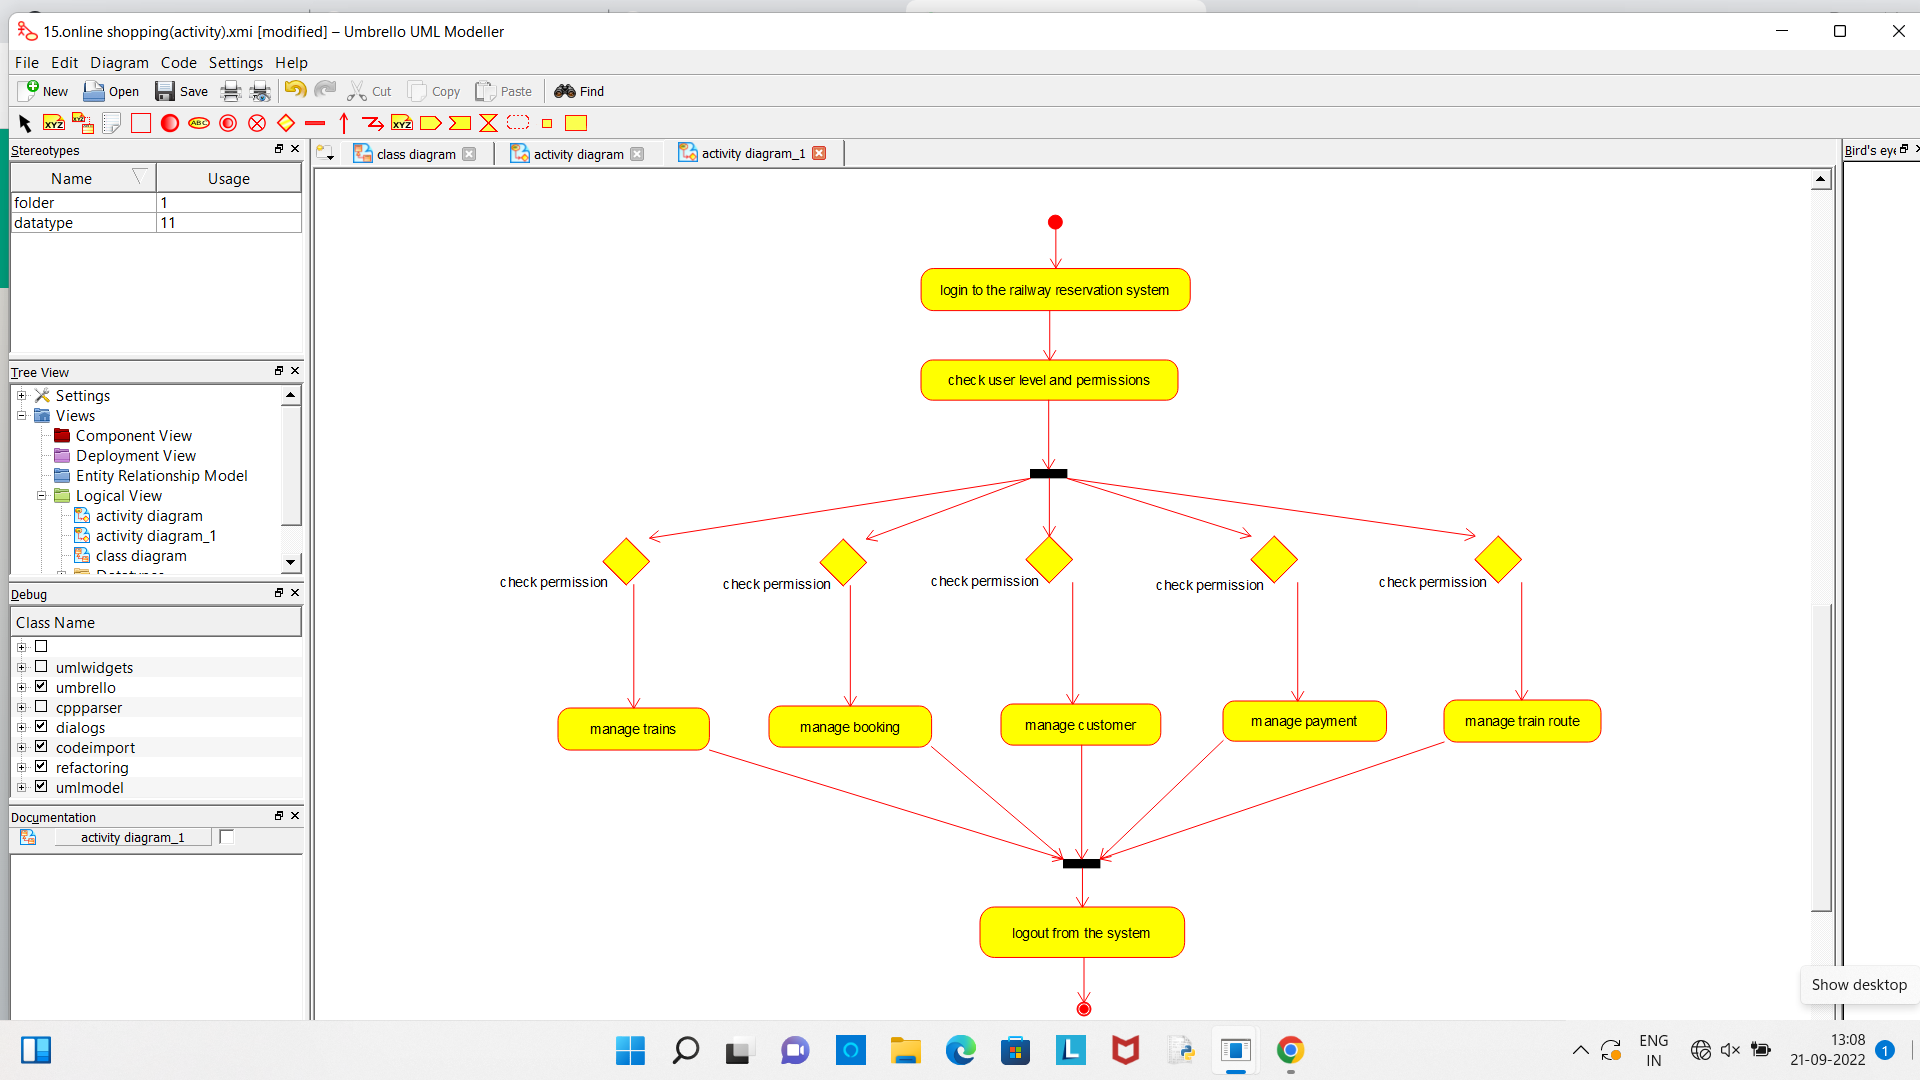 15.online shopping(activity).xmi [modified] – Umbrello UML Modeller
File Edit Diagram Code Settings Help
New Open Save Cut Copy Paste Find
class diagram activity diagram activity diagram_1
Stereotypes
Name Usage
folder 1
datatype 11
Tree View
Settings
Views
Component View
Deployment View
Entity Relationship Model
Logical View
activity diagram
activity diagram_1
class diagram
Debug
Class Name
umlwidgets
umbrello
cppparser
dialogs
codeimport
refactoring
umlmodel
Documentation
activity diagram_1
Bird's eye
login to the railway reservation system
check user level and permissions
check permission check permission check permission check permission check permission
manage trains manage booking manage customer manage payment manage train route
logout from the system
Show desktop
ENG
IN
13:08
21-09-2022
1